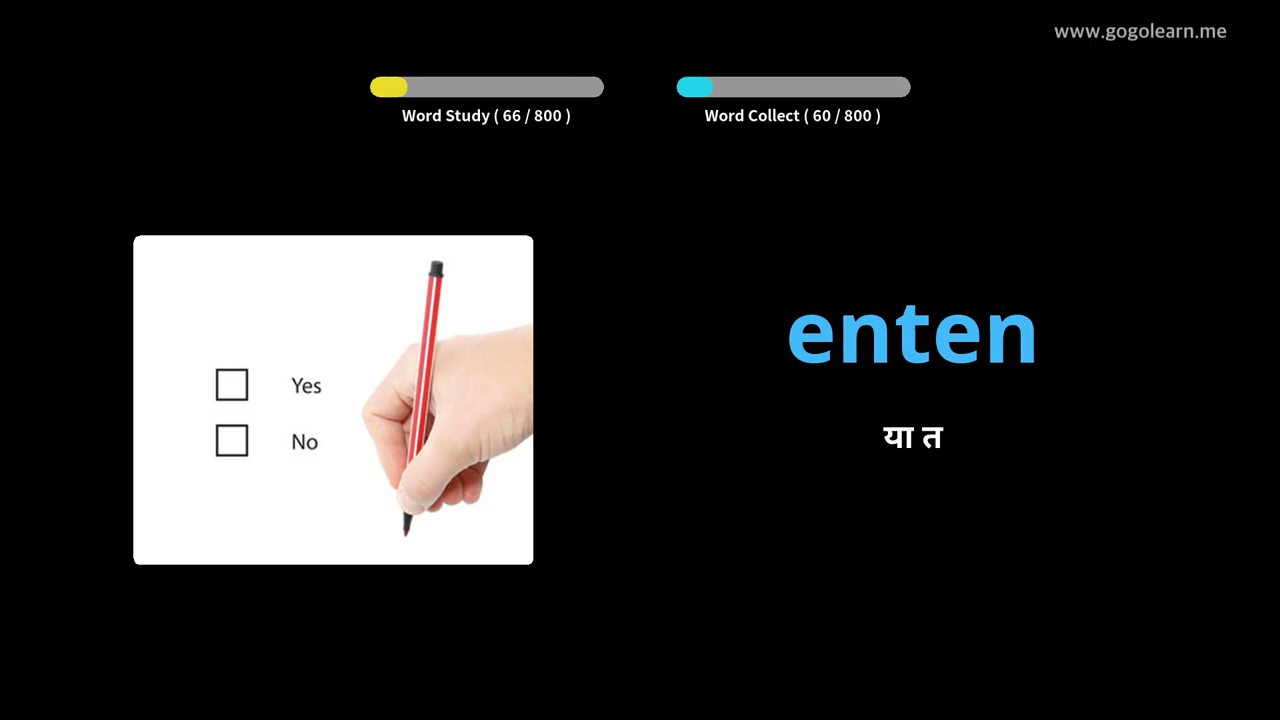 www.gogolearn.me
Word Study ( 66 / 800 )
Word Collect ( 60 / 800 )
Yes
No
enten
या त